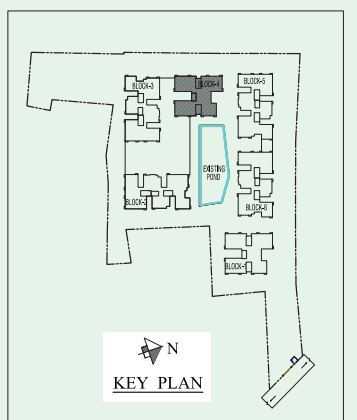 BLOCK-4
BLOCK-3
BLOCK-5
EXISTING
POND
BLOCK-2
BLOCK-6
BLOCK-1
N
KEY PLAN